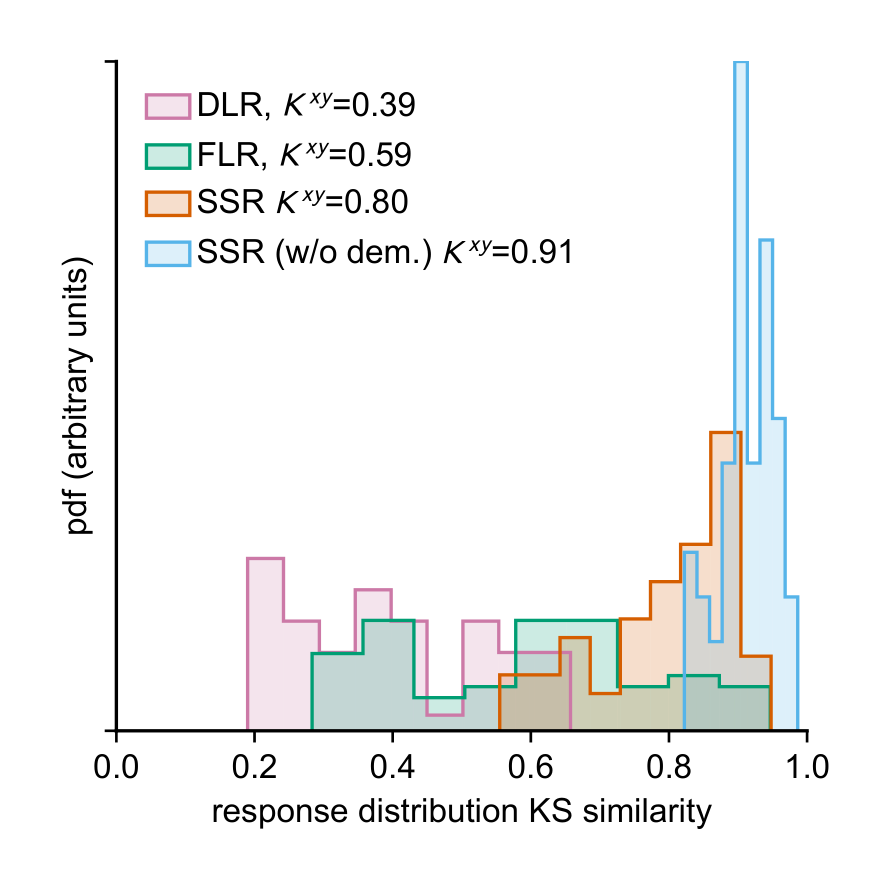 DLR, K^xy=0.39
FLR, K^xy=0.59
SSR K^xy=0.80
SSR (w/o dem.) K^xy=0.91
pdf (arbitrary units)
0.0 0.2 0.4 0.6 0.8 1.0
response distribution KS similarity